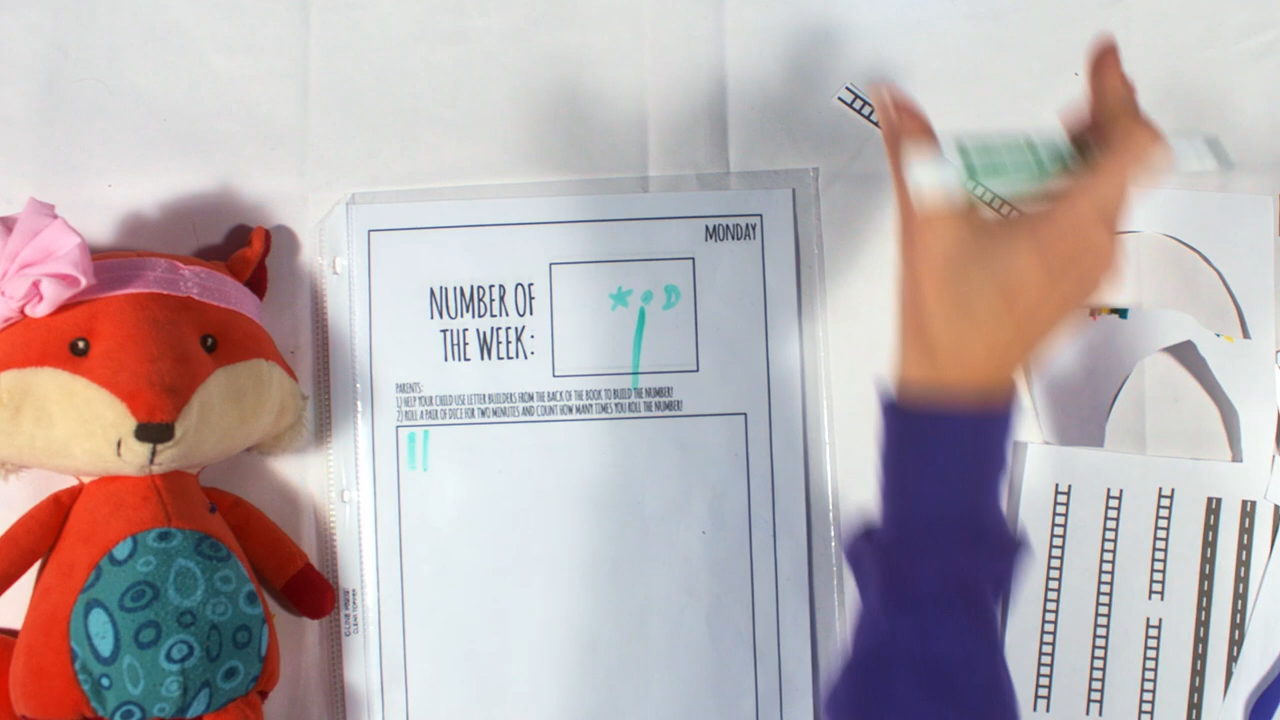 MONDAY
NUMBER OF
THE WEEK:
PARENTS:
1) HELP YOUR CHILD USE LETTER BUILDERS FROM THE BACK OF THE BOOK TO BUILD THE NUMBER!
2) ROLL A PAIR OF DICE FOR TWO MINUTES AND COUNT HOW MANY TIMES YOU ROLL THE NUMBER!